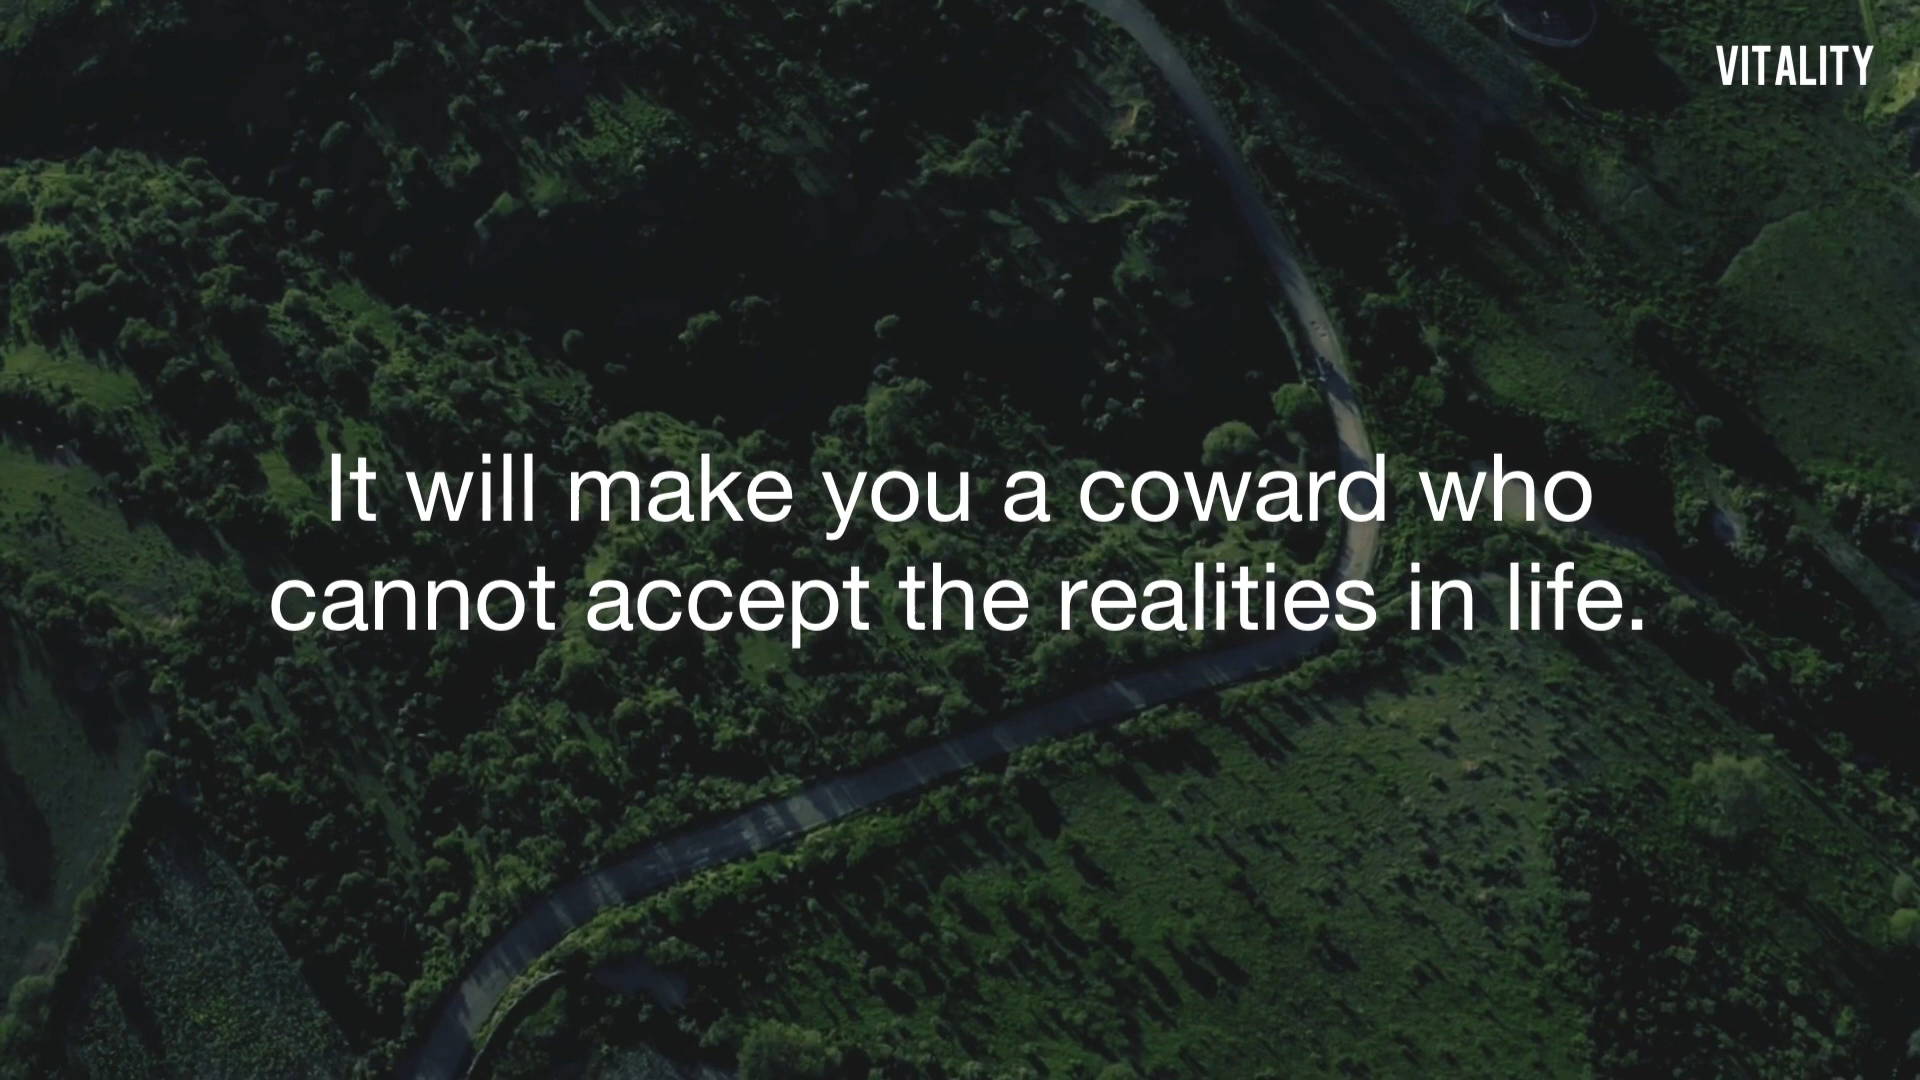 VITALITY
It will make you a coward who
cannot accept the realities in life.